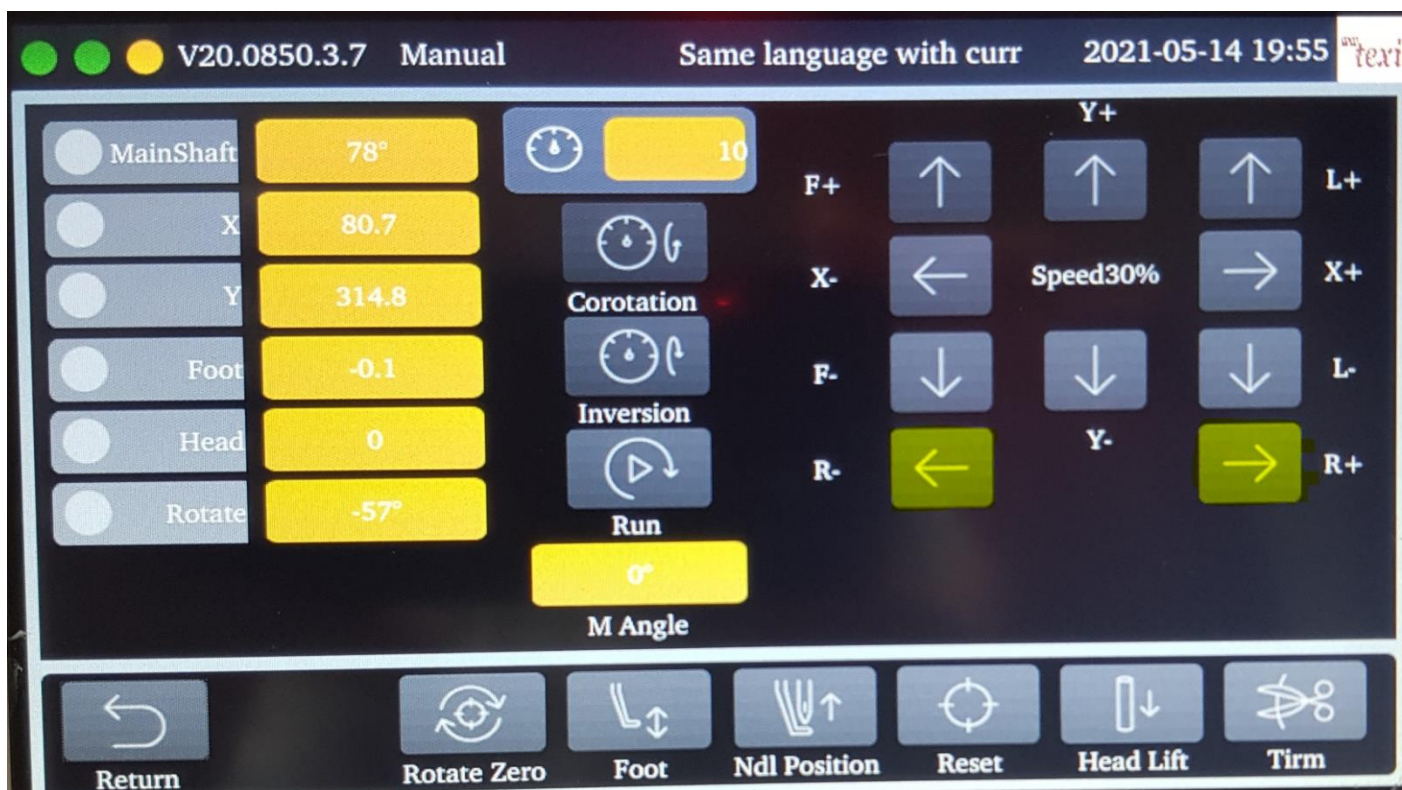 V20.0850.3.7 Manual Same language with curr 2021-05-14 19:55 texi
MainShaft 78°
X 80.7
Y 314.8
Foot -0.1
Head 0
Rotate -57°
10
Corotation
Inversion
Run
0°
M Angle
Y+
F+ L+
X- Speed30% X+
F- L-
Y-
R- R+
Return Rotate Zero Foot Ndl Position Reset Head Lift Tirm